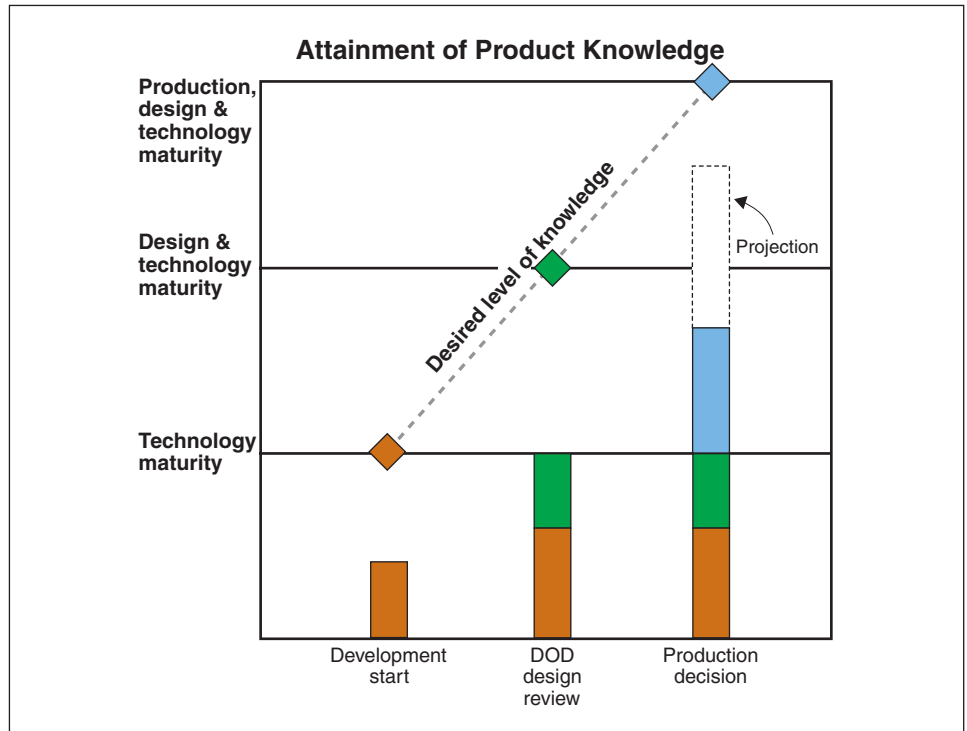 Attainment of Product Knowledge
Production,
design &
technology
maturity
Design &
technology
maturity
Technology
maturity
Desired level of knowledge
Projection
Development
start
DOD
design
review
Production
decision